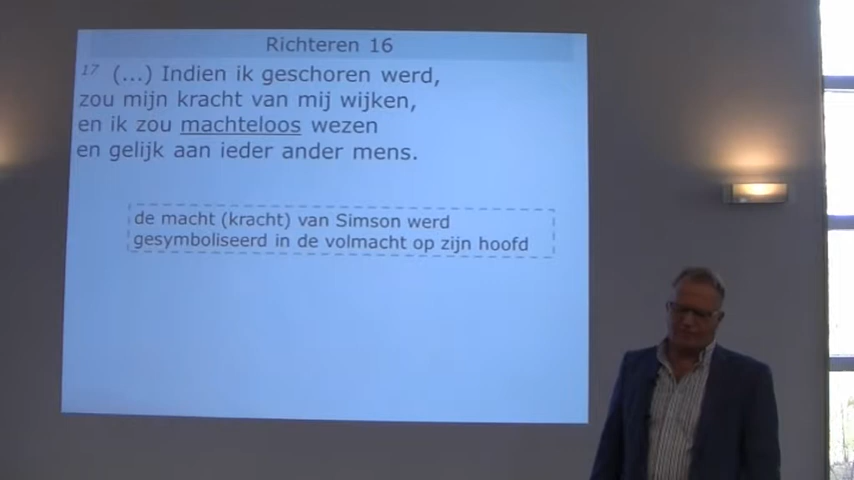 Richteren 16
17 (...) Indien ik geschoren werd,
zou mijn kracht van mij wijken,
en ik zou machteloos wezen
en gelijk aan ieder ander mens.
de macht (kracht) van Simson werd
gesymboliseerd in de volmacht op zijn hoofd